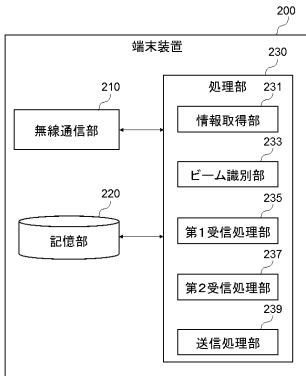 200
端末装置
230
処理部
210
無線通信部
231
情報取得部
233
ビーム識別部
220
記憶部
235
第1受信処理部
237
第2受信処理部
239
送信処理部